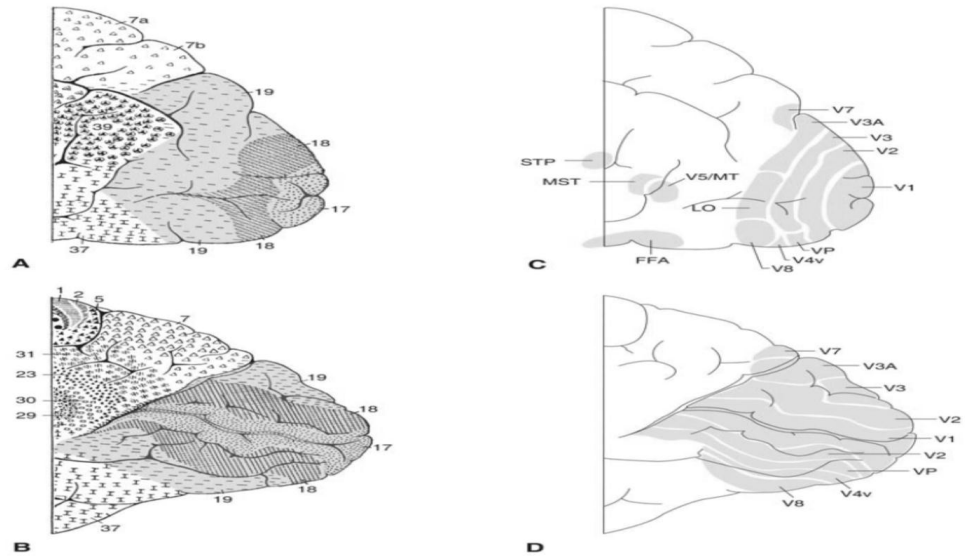 7a
7b
19
39
18
17
37
19
18
A
V7
V3A
V3
V2
STP
MST
V5/MT
V1
LO
FFA
VP
V4v
V8
C
1
2
5
7
31
23
19
30
18
29
17
19
18
37
B
V7
V3A
V3
V2
V1
V2
VP
V4v
V8
D